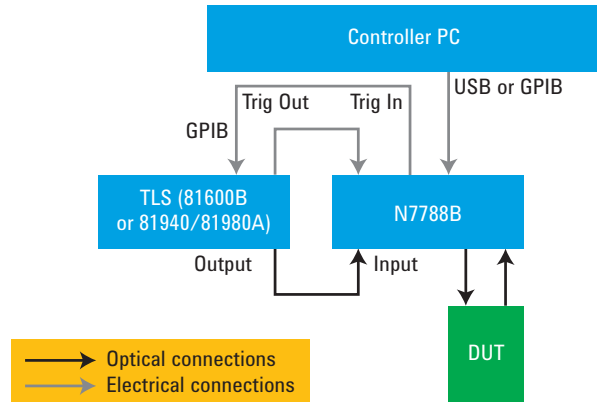 Controller PC
USB or GPIB
Trig Out
Trig In
GPIB
TLS (81600B
or 81940/81980A)
N7788B
Output
Input
DUT
Optical connections
Electrical connections